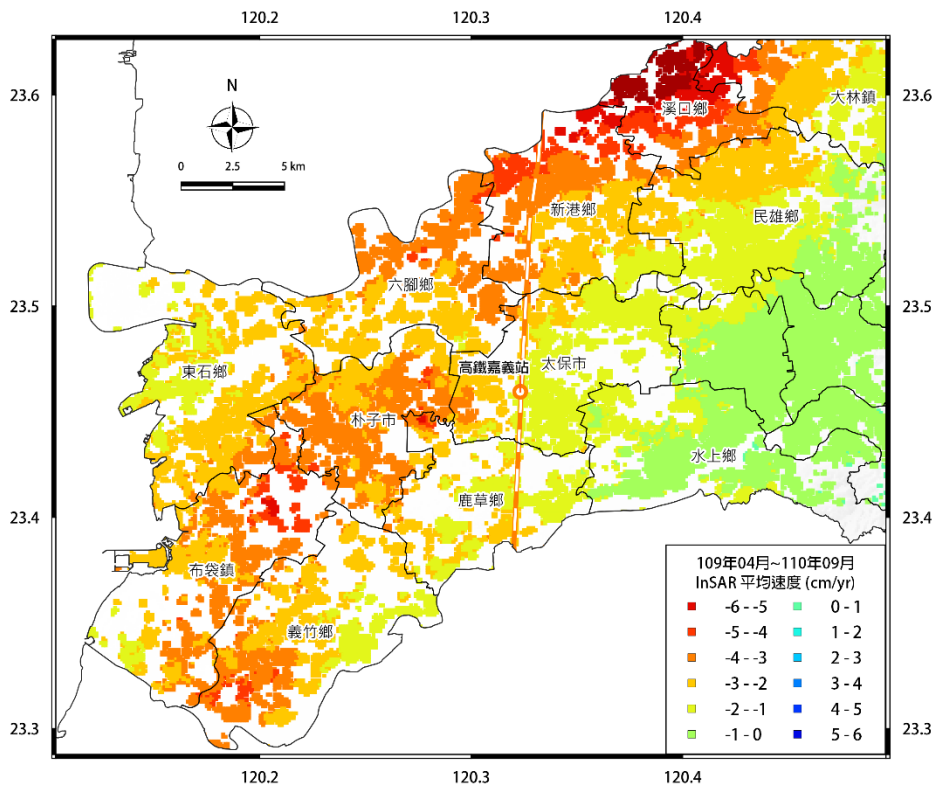 120.2 120.3 120.4
N
0 2.5 5 km
23.6 23.6
溪口鄉
大林鎮
新港鄉
民雄鄉
六腳鄉
23.5 23.5
高鐵嘉義站
太保市
東石鄉
朴子市
水上鄉
鹿草鄉
23.4 23.4
布袋鎮
義竹鄉
109年04月~110年09月
InSAR 平均速度 (cm/yr)
-6 - -5 0 - 1
-5 - -4 1 - 2
-4 - -3 2 - 3
-3 - -2 3 - 4
-2 - -1 4 - 5
-1 - 0 5 - 6
23.3 23.3
120.2 120.3 120.4